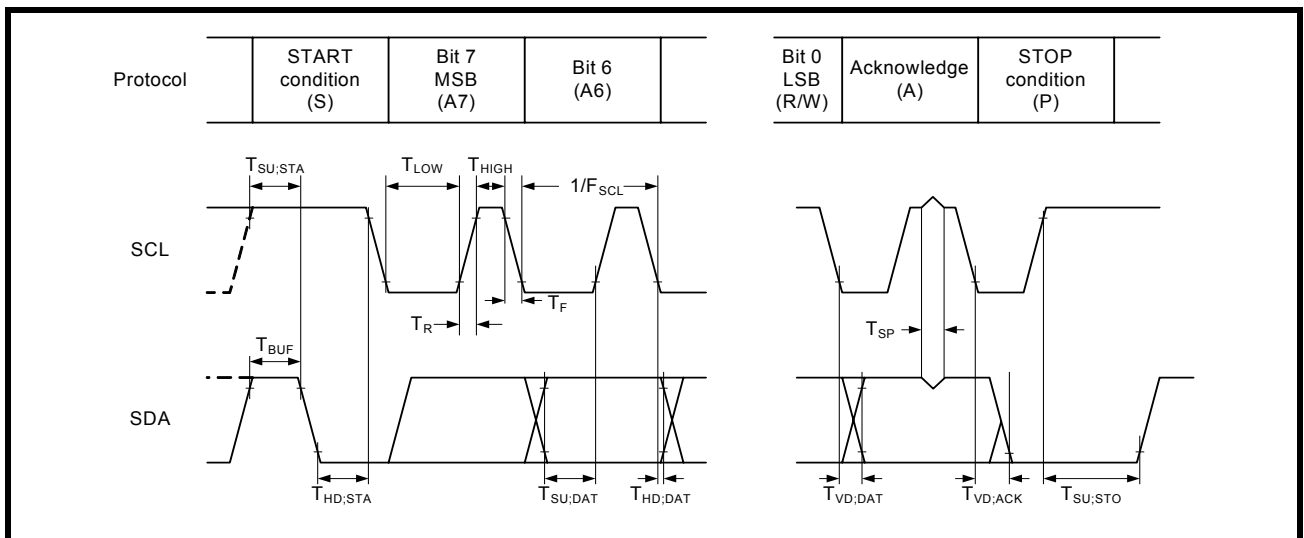 Protocol
START
condition
(S)
Bit 7
MSB
(A7)
Bit 6
(A6)
Bit 0
LSB
(R/W)
Acknowledge
(A)
STOP
condition
(P)
TSU;STA
TLOW
THIGH
1/FSCL
SCL
TR
TF
TSP
TBUF
SDA
THD;STA
TSU;DAT
THD;DAT
TVD;DAT
TVD;ACK
TSU;STO